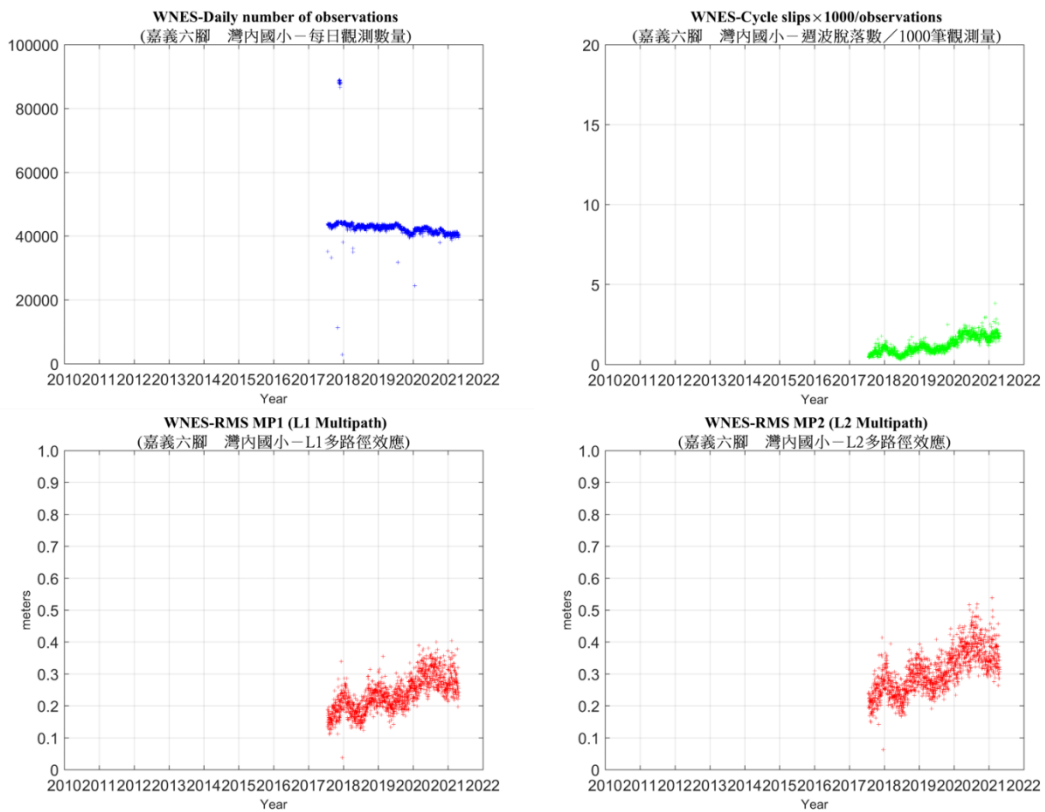 WNES-Daily number of observations
(嘉義六腳　灣內國小－每日觀測數量)
100000
80000
60000
40000
20000
0
2010 2011 2012 2013 2014 2015 2016 2017 2018 2019 2020 2021 2022
Year
WNES-Cycle slips×1000/observations
(嘉義六腳　灣內國小－週波脫落數／1000筆觀測量)
20
15
10
5
0
2010 2011 2012 2013 2014 2015 2016 2017 2018 2019 2020 2021 2022
Year
WNES-RMS MP1 (L1 Multipath)
(嘉義六腳　灣內國小－L1多路徑效應)
1.0
0.9
0.8
0.7
0.6
0.5
0.4
0.3
0.2
0.1
0
meters
2010 2011 2012 2013 2014 2015 2016 2017 2018 2019 2020 2021 2022
Year
WNES-RMS MP2 (L2 Multipath)
(嘉義六腳　灣內國小－L2多路徑效應)
1.0
0.9
0.8
0.7
0.6
0.5
0.4
0.3
0.2
0.1
0
meters
2010 2011 2012 2013 2014 2015 2016 2017 2018 2019 2020 2021 2022
Year